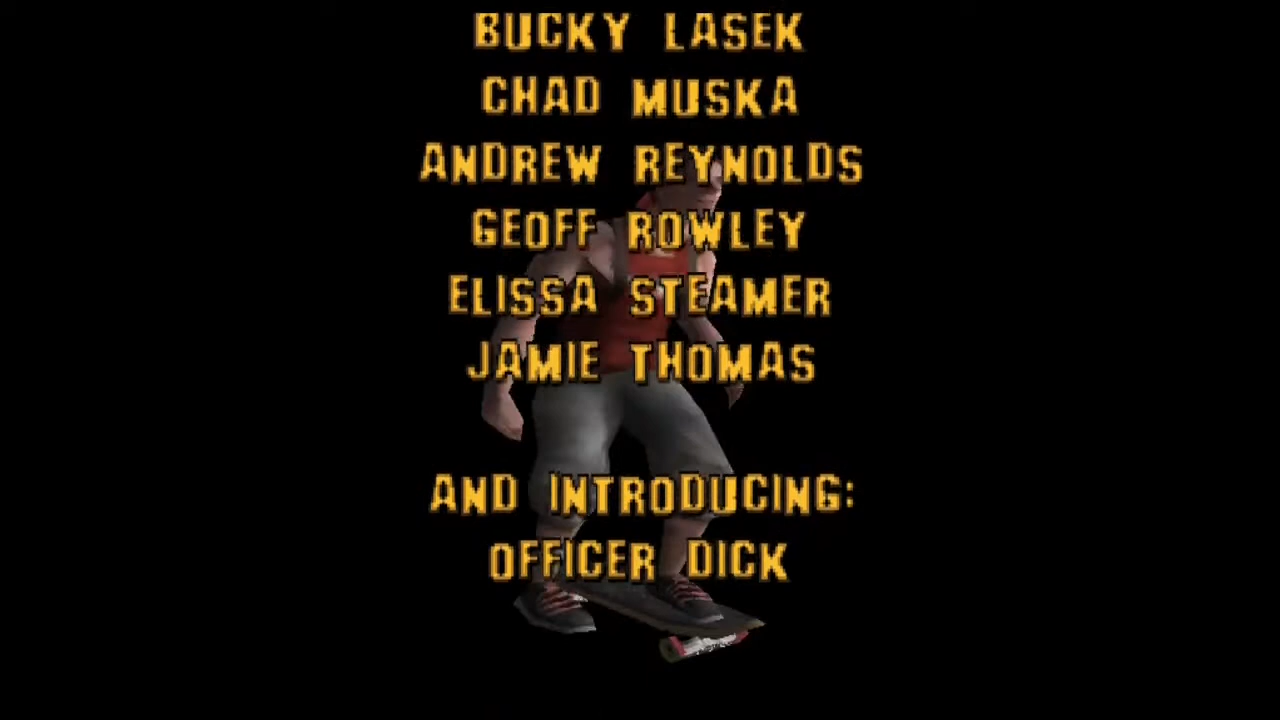 BUCKY LASEK
CHAD MUSKA
ANDREW REYNOLDS
GEOFF ROWLEY
ELISSA STEAMER
JAMIE THOMAS
AND INTRODUCING:
OFFICER DICK